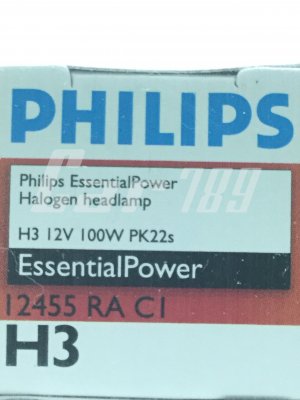 PHILIPS
Philips EssentialPower
Halogen headlamp
H3 12V 100W PK22s
EssentialPower
12455 RA C1
H3